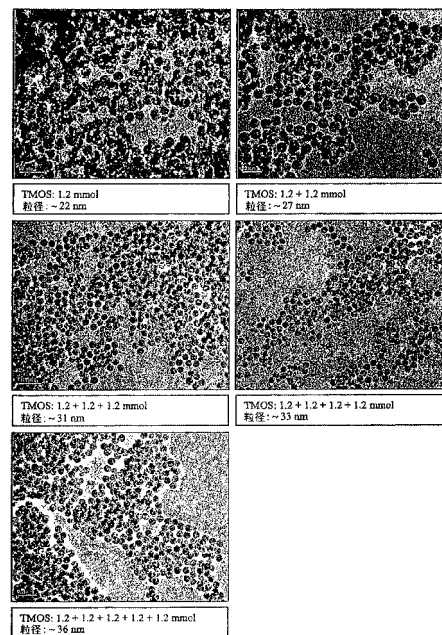 TMOS: 1.2 mmol
粒径: ~22 nm
TMOS: 1.2 + 1.2 mmol
粒径: ~27 nm
TMOS: 1.2 + 1.2 + 1.2 mmol
粒径: ~31 nm
TMOS: 1.2 + 1.2 + 1.2 + 1.2 mmol
粒径: ~33 nm
TMOS: 1.2 + 1.2 + 1.2 + 1.2 + 1.2 mmol
粒径: ~36 nm